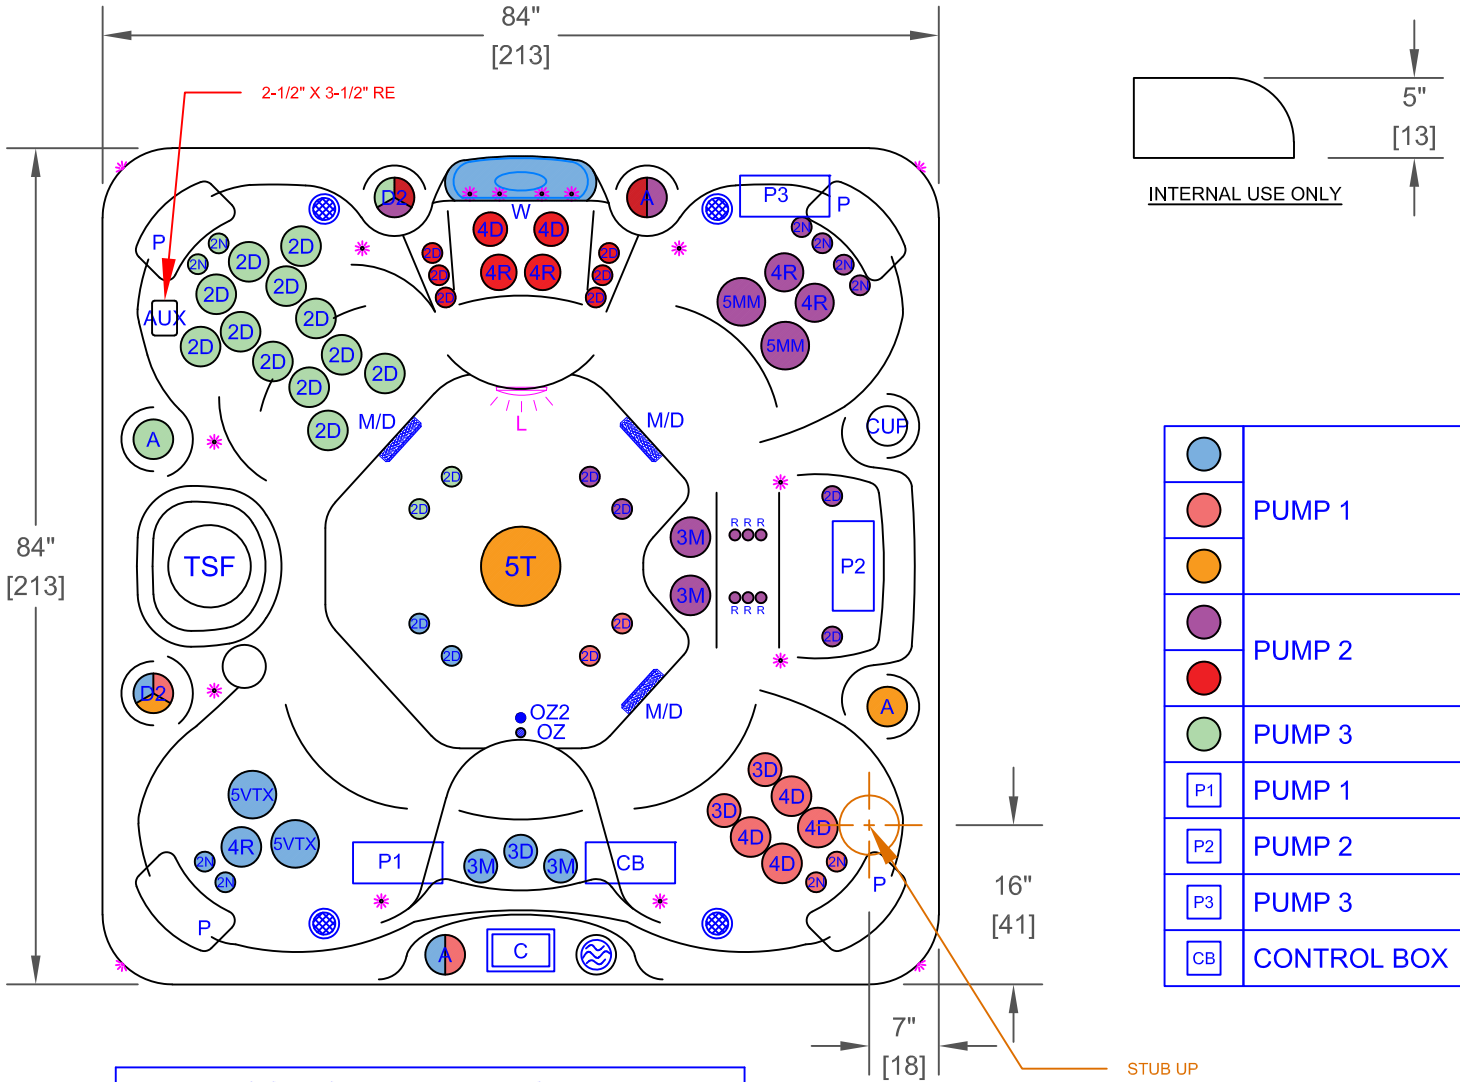 84"
[213]
2-1/2" X 3-1/2" RE
5"
[13]
INTERNAL USE ONLY
D2
W
A
P3
P
P
4D
4D
2N
2N
2D
2D
2D
2D
2D
4R
4R
2D
2D
2D
2D
2N
2N
2N
2N
4R
4R
5MM
5MM
2D
2D
2D
2D
AUX
2D
2D
2D
2D
2D
2D
2D
2D
M/D
M/D
L
A
CUP
2D
2D
2D
2D
2D
3M
R R R
3M
R R R
P2
2D
84"
[213]
TSF
5T
2D
2D
2D
2D
D2
M/D
A
OZ2
OZ
5VTX
4R
5VTX
2N
2N
P
P1
3M
3D
3M
CB
3D
4D
3D
4D
4D
4D
2N
2N
P
A
C
16"
[41]
7"
[18]
STUB UP
PUMP 1
PUMP 2
PUMP 3
P1 PUMP 1
P2 PUMP 2
P3 PUMP 3
CB CONTROL BOX